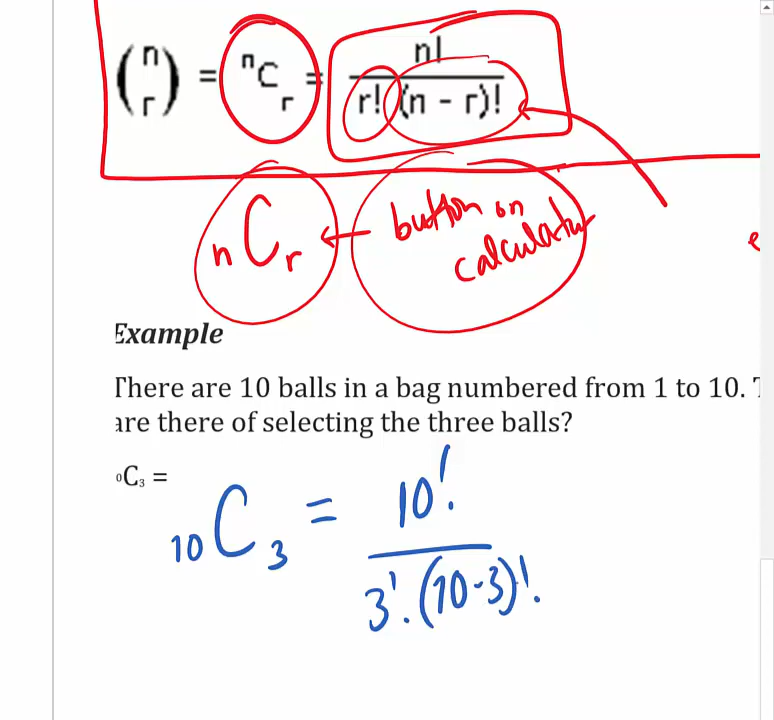 (n r) = nCr = n! / r! (n - r)!
nCr ← button on
calculator
Example
There are 10 balls in a bag numbered from 1 to 10.
are there of selecting the three balls?
0C3 =
10C3 = 10! / 3! (10-3)!